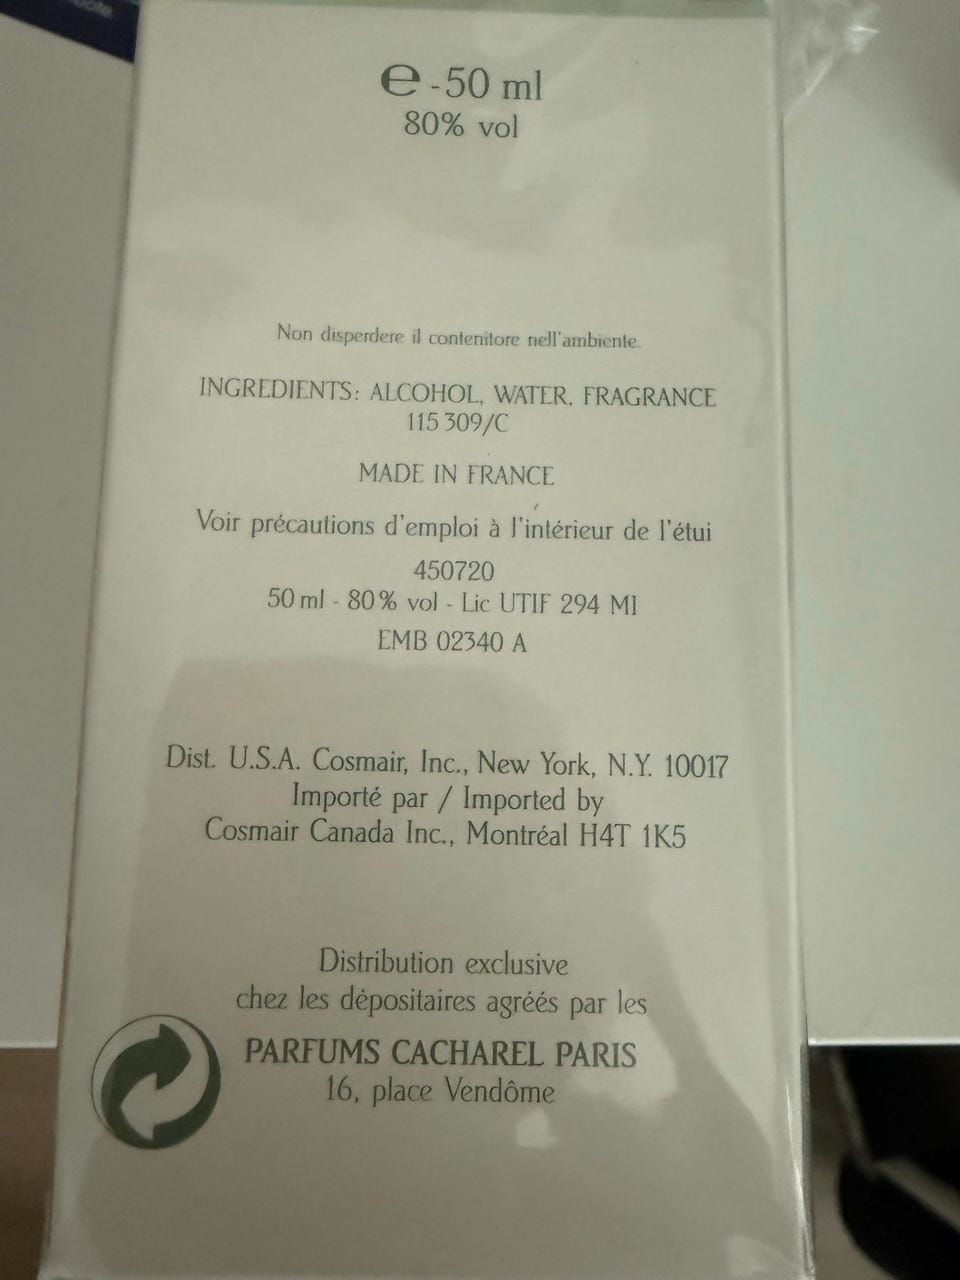 ℮ - 50 ml
80% vol
Non disperdere il contenitore nell'ambiente.
INGREDIENTS: ALCOHOL, WATER, FRAGRANCE
115 309/C
MADE IN FRANCE
Voir précautions d'emploi à l'intérieur de l'étui
450720
50 ml - 80% vol - Lic UTIF 294 MI
EMB 02340 A
Dist. U.S.A. Cosmair, Inc., New York, N.Y. 10017
Importé par / Imported by
Cosmair Canada Inc., Montréal H4T 1K5
Distribution exclusive
chez les dépositaires agréés par les
PARFUMS CACHAREL PARIS
16, place Vendôme